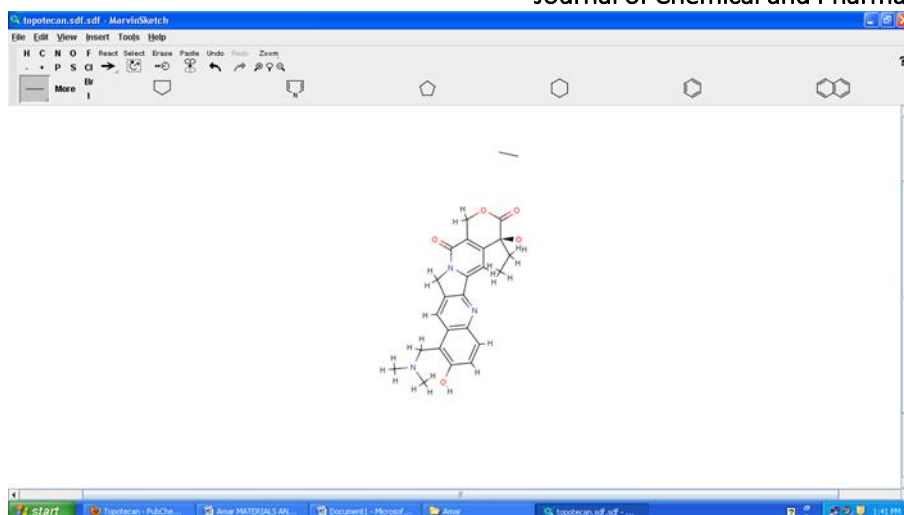 Journal of Chemical and Pharma
topotecan.sdf.sdf - MarvinSketch
File Edit View Insert Tools Help
H C N O F React Select Erase Paste Undo Redo Zoom
- + P S Cl
More Br
I
N
?
H
H O O
O O
H H
N H
H H H
H H
N
H
H H
H
H N H
H H O
H H H
start Topotecan - PubChe... Amar MATERIALS AN... Document1 - Microsof... Amar topotecan.sdf.sdf - ... 1:41 PM